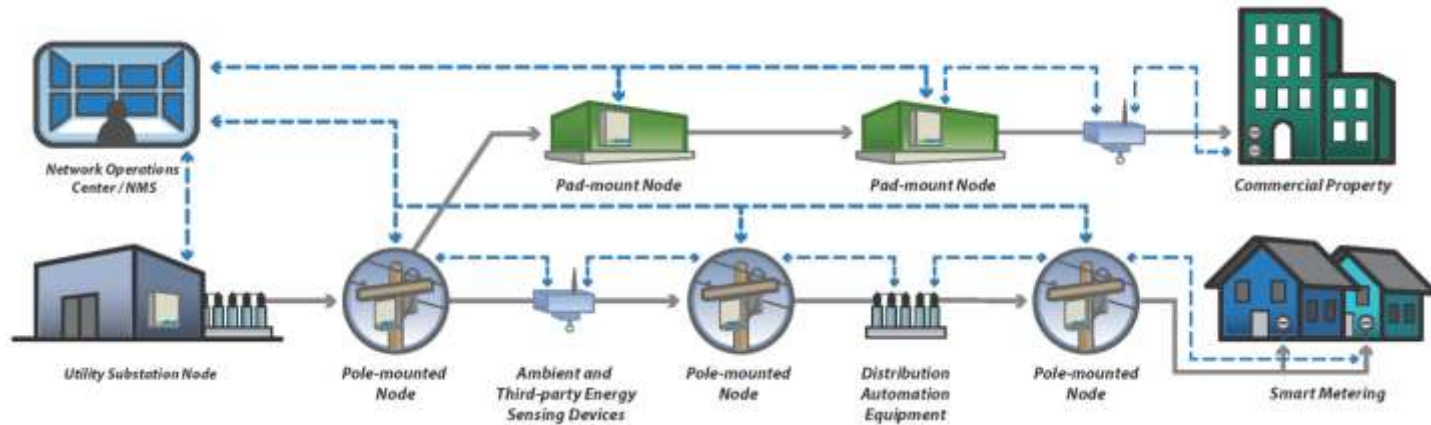 Network Operations
Center / NMS
Pad-mount Node
Pad-mount Node
Commercial Property
Utility Substation Node
Pole-mounted
Node
Ambient and
Third-party Energy
Sensing Devices
Pole-mounted
Node
Distribution
Automation
Equipment
Pole-mounted
Node
Smart Metering